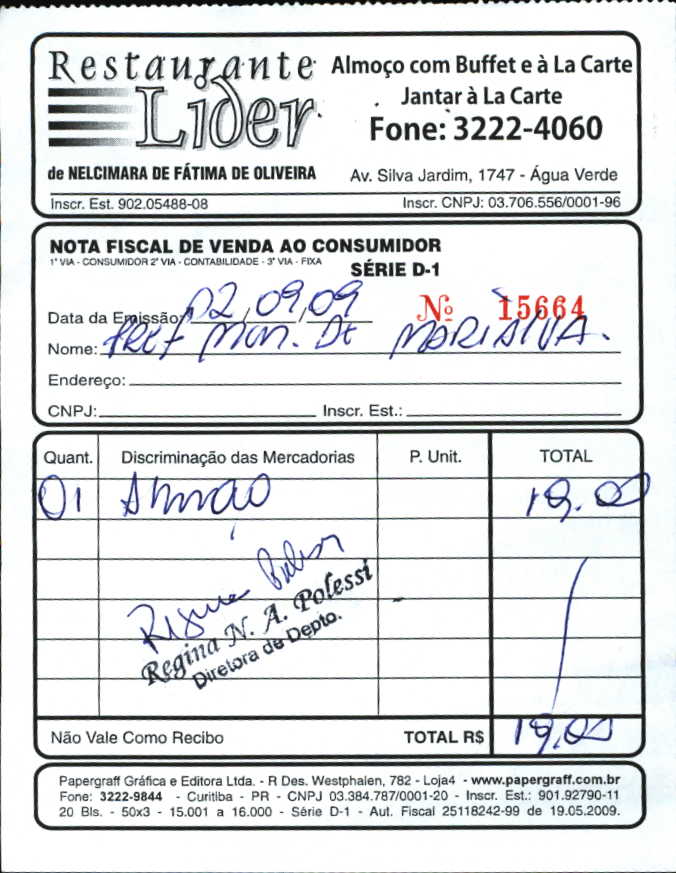 Restaurante Almoço com Buffet e à La Carte
Lider Jantar à La Carte
Fone: 3222-4060
de NELCIMARA DE FÁTIMA DE OLIVEIRA Av. Silva Jardim, 1747 - Água Verde
Inscr. Est. 902.05488-08 Inscr. CNPJ: 03.706.556/0001-96
NOTA FISCAL DE VENDA AO CONSUMIDOR
1ª VIA - CONSUMIDOR 2ª VIA - CONTABILIDADE - 3ª VIA - FIXA SÉRIE D-1
Data da Emissão: 02, 09, 09 Nº 15664
Nome: PREF MUN. DE MARIALVA.
Endereço:
CNPJ: Inscr. Est.:
Quant. Discriminação das Mercadorias P. Unit. TOTAL
01 Almoço 19.00
Regina N. A. Polessi
Diretora de Depto.
Não Vale Como Recibo TOTAL R$ 19,00
Papergraff Gráfica e Editora Ltda. - R Des. Westphalen, 782 - Loja4 - www.papergraff.com.br
Fone: 3222-9844 - Curitiba - PR - CNPJ 03.384.787/0001-20 - Inscr. Est.: 901.92790-11
20 Bls. - 50x3 - 15.001 a 16.000 - Série D-1 - Aut. Fiscal 25118242-99 de 19.05.2009.